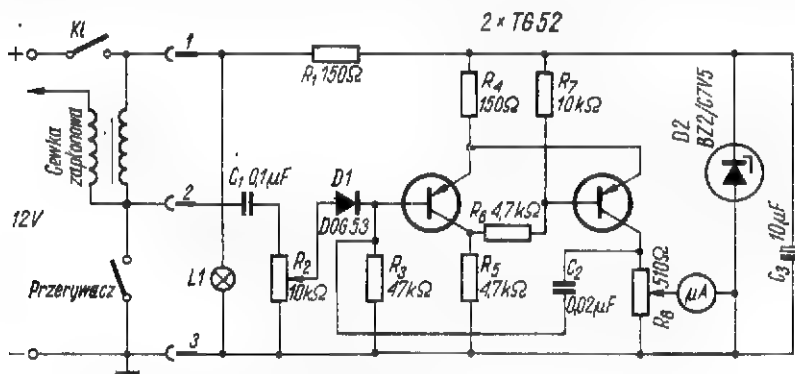 2 × TG52
Kl
+
1
R1 150Ω
R4
150Ω
R7
10kΩ
D2
BZ2/C7V5
Cewka
zapłonowa
C1 0,1μF
D1
DOG53
2
12V
R6 4,7kΩ
10μF
C3
Przerywacz
L1
R2
10kΩ
R3
47kΩ
R5
4,7kΩ
C2
0,02μF
510Ω
R8
μA
–
3